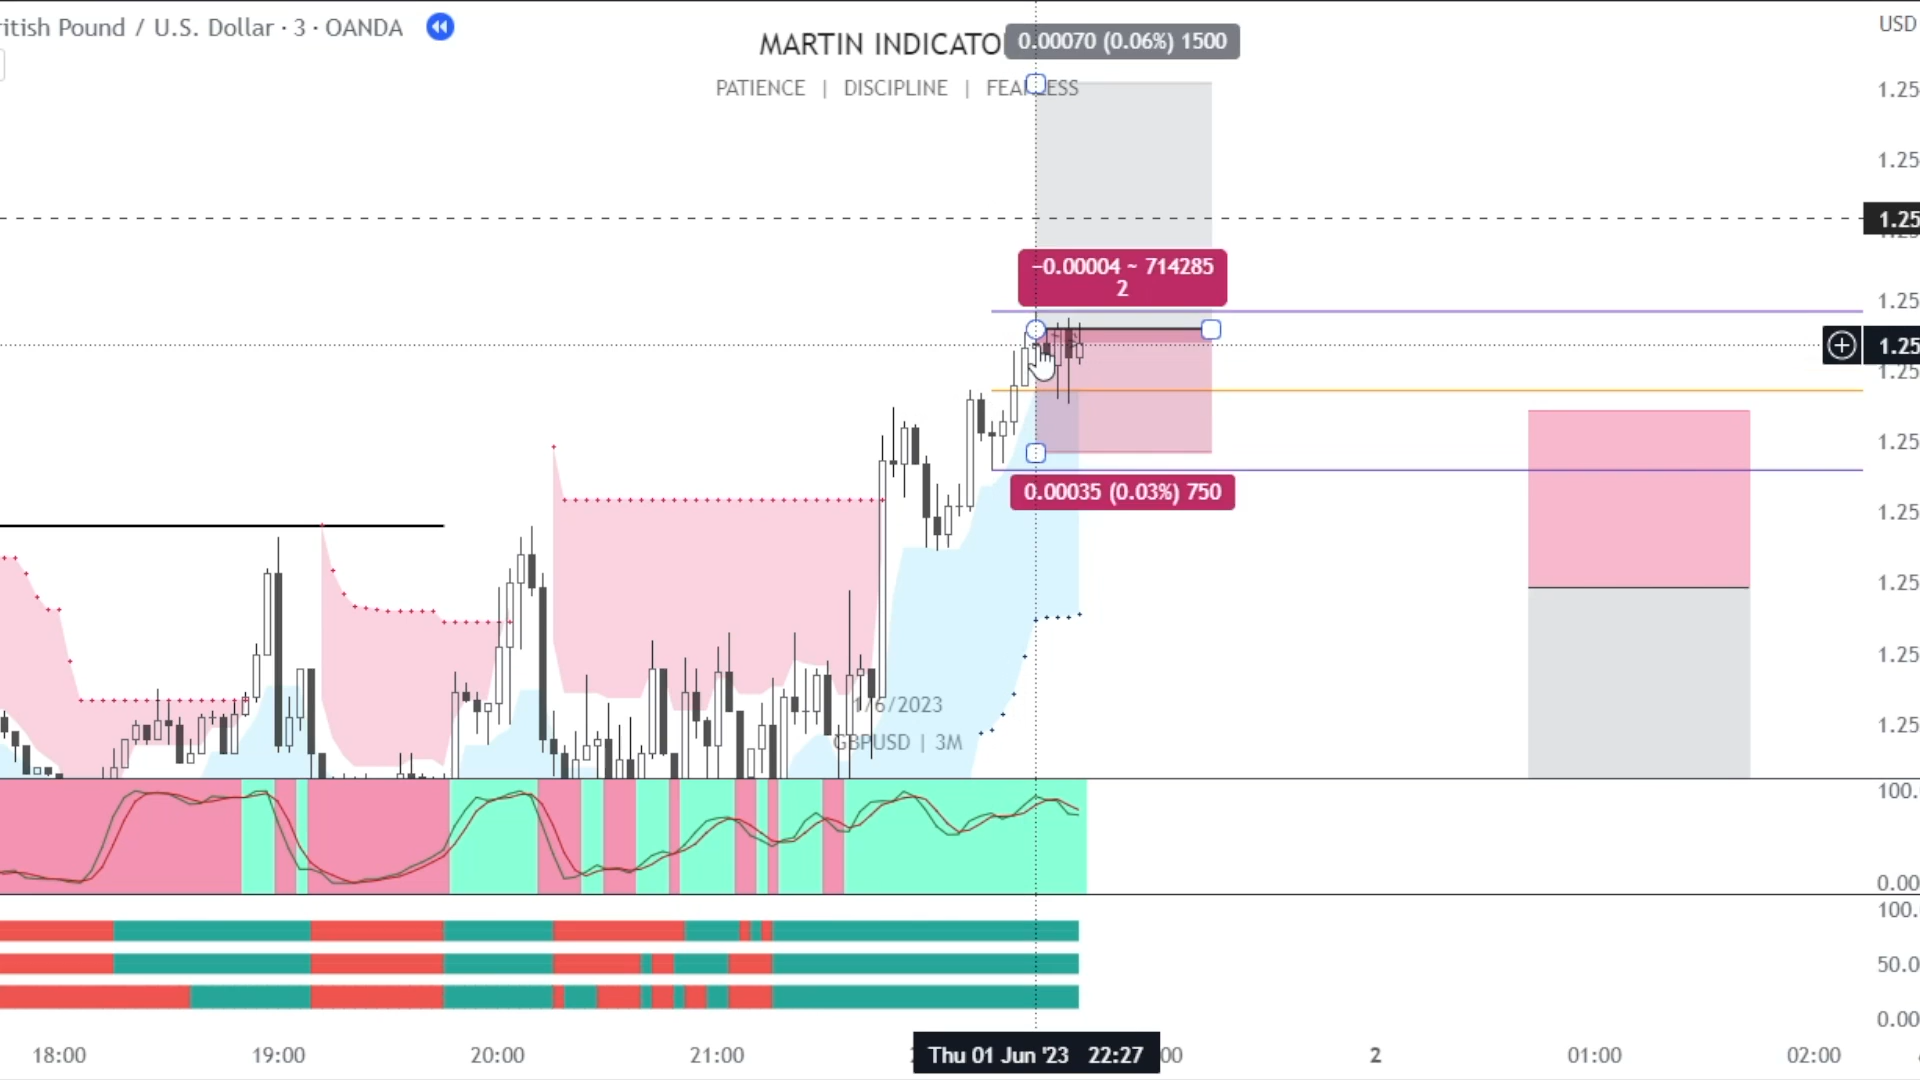 ritish Pound / U.S. Dollar · 3 · OANDA
MARTIN INDICATO
0.00070 (0.06%) 1500
USD
PATIENCE | DISCIPLINE | FEARLESS
1.25
1.25
1.25
−0.00004 ~ 714285
2
1.25
1.25
1.25
1.25
0.00035 (0.03%) 750
1.25
1.25
1.25
1/6/2023
1.25
GBPUSD | 3M
100.
0.00
100.
50.0
0.00
18:00
19:00
20:00
21:00
Thu 01 Jun '23 22:27
:00
2
01:00
02:00